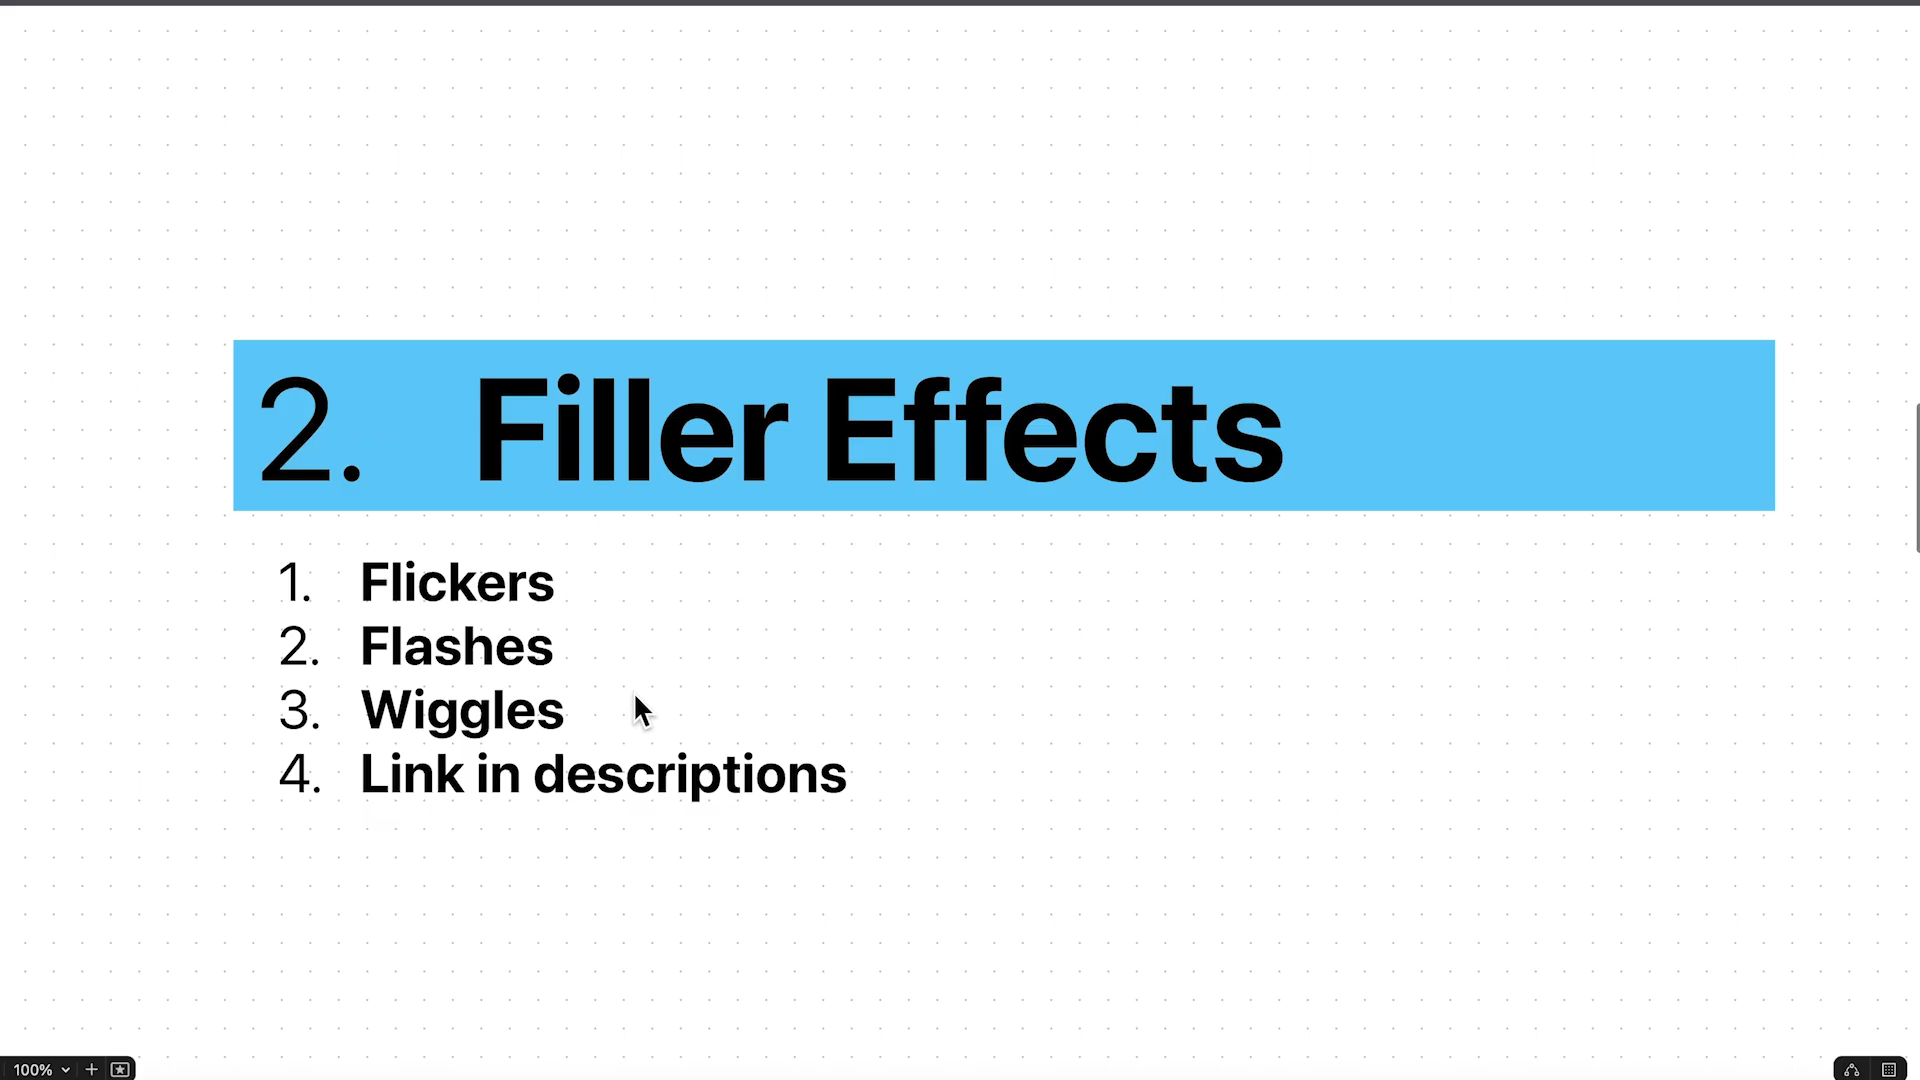 2. Filler Effects
1. Flickers
2. Flashes
3. Wiggles
4. Link in descriptions
100%